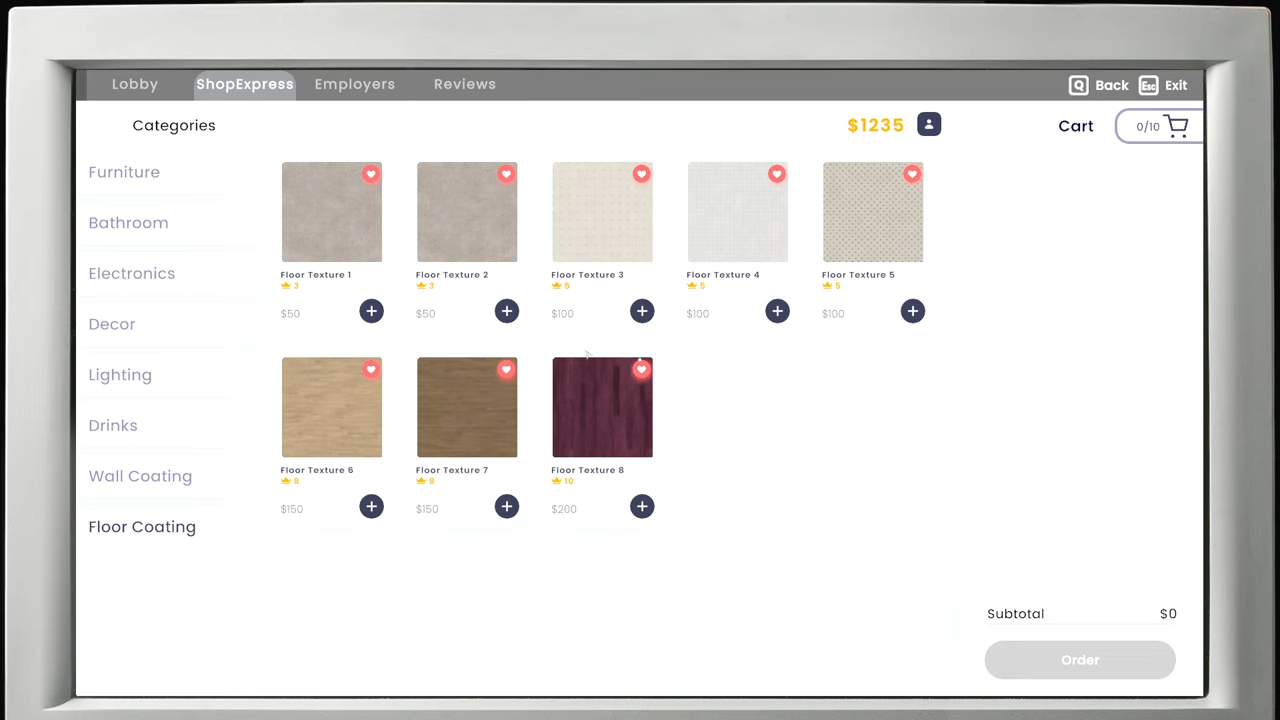 Lobby ShopExpress Employers Reviews Q Back Esc Exit
Categories $1235 Cart 0/10
Furniture
Bathroom
Electronics
Decor
Lighting
Drinks
Wall Coating
Floor Coating
Floor Texture 1 Floor Texture 2 Floor Texture 3 Floor Texture 4 Floor Texture 5
3 3 5 5 5
$50 $50 $100 $100 $100
Floor Texture 6 Floor Texture 7 Floor Texture 8
8 8 10
$150 $150 $200
Subtotal $0
Order